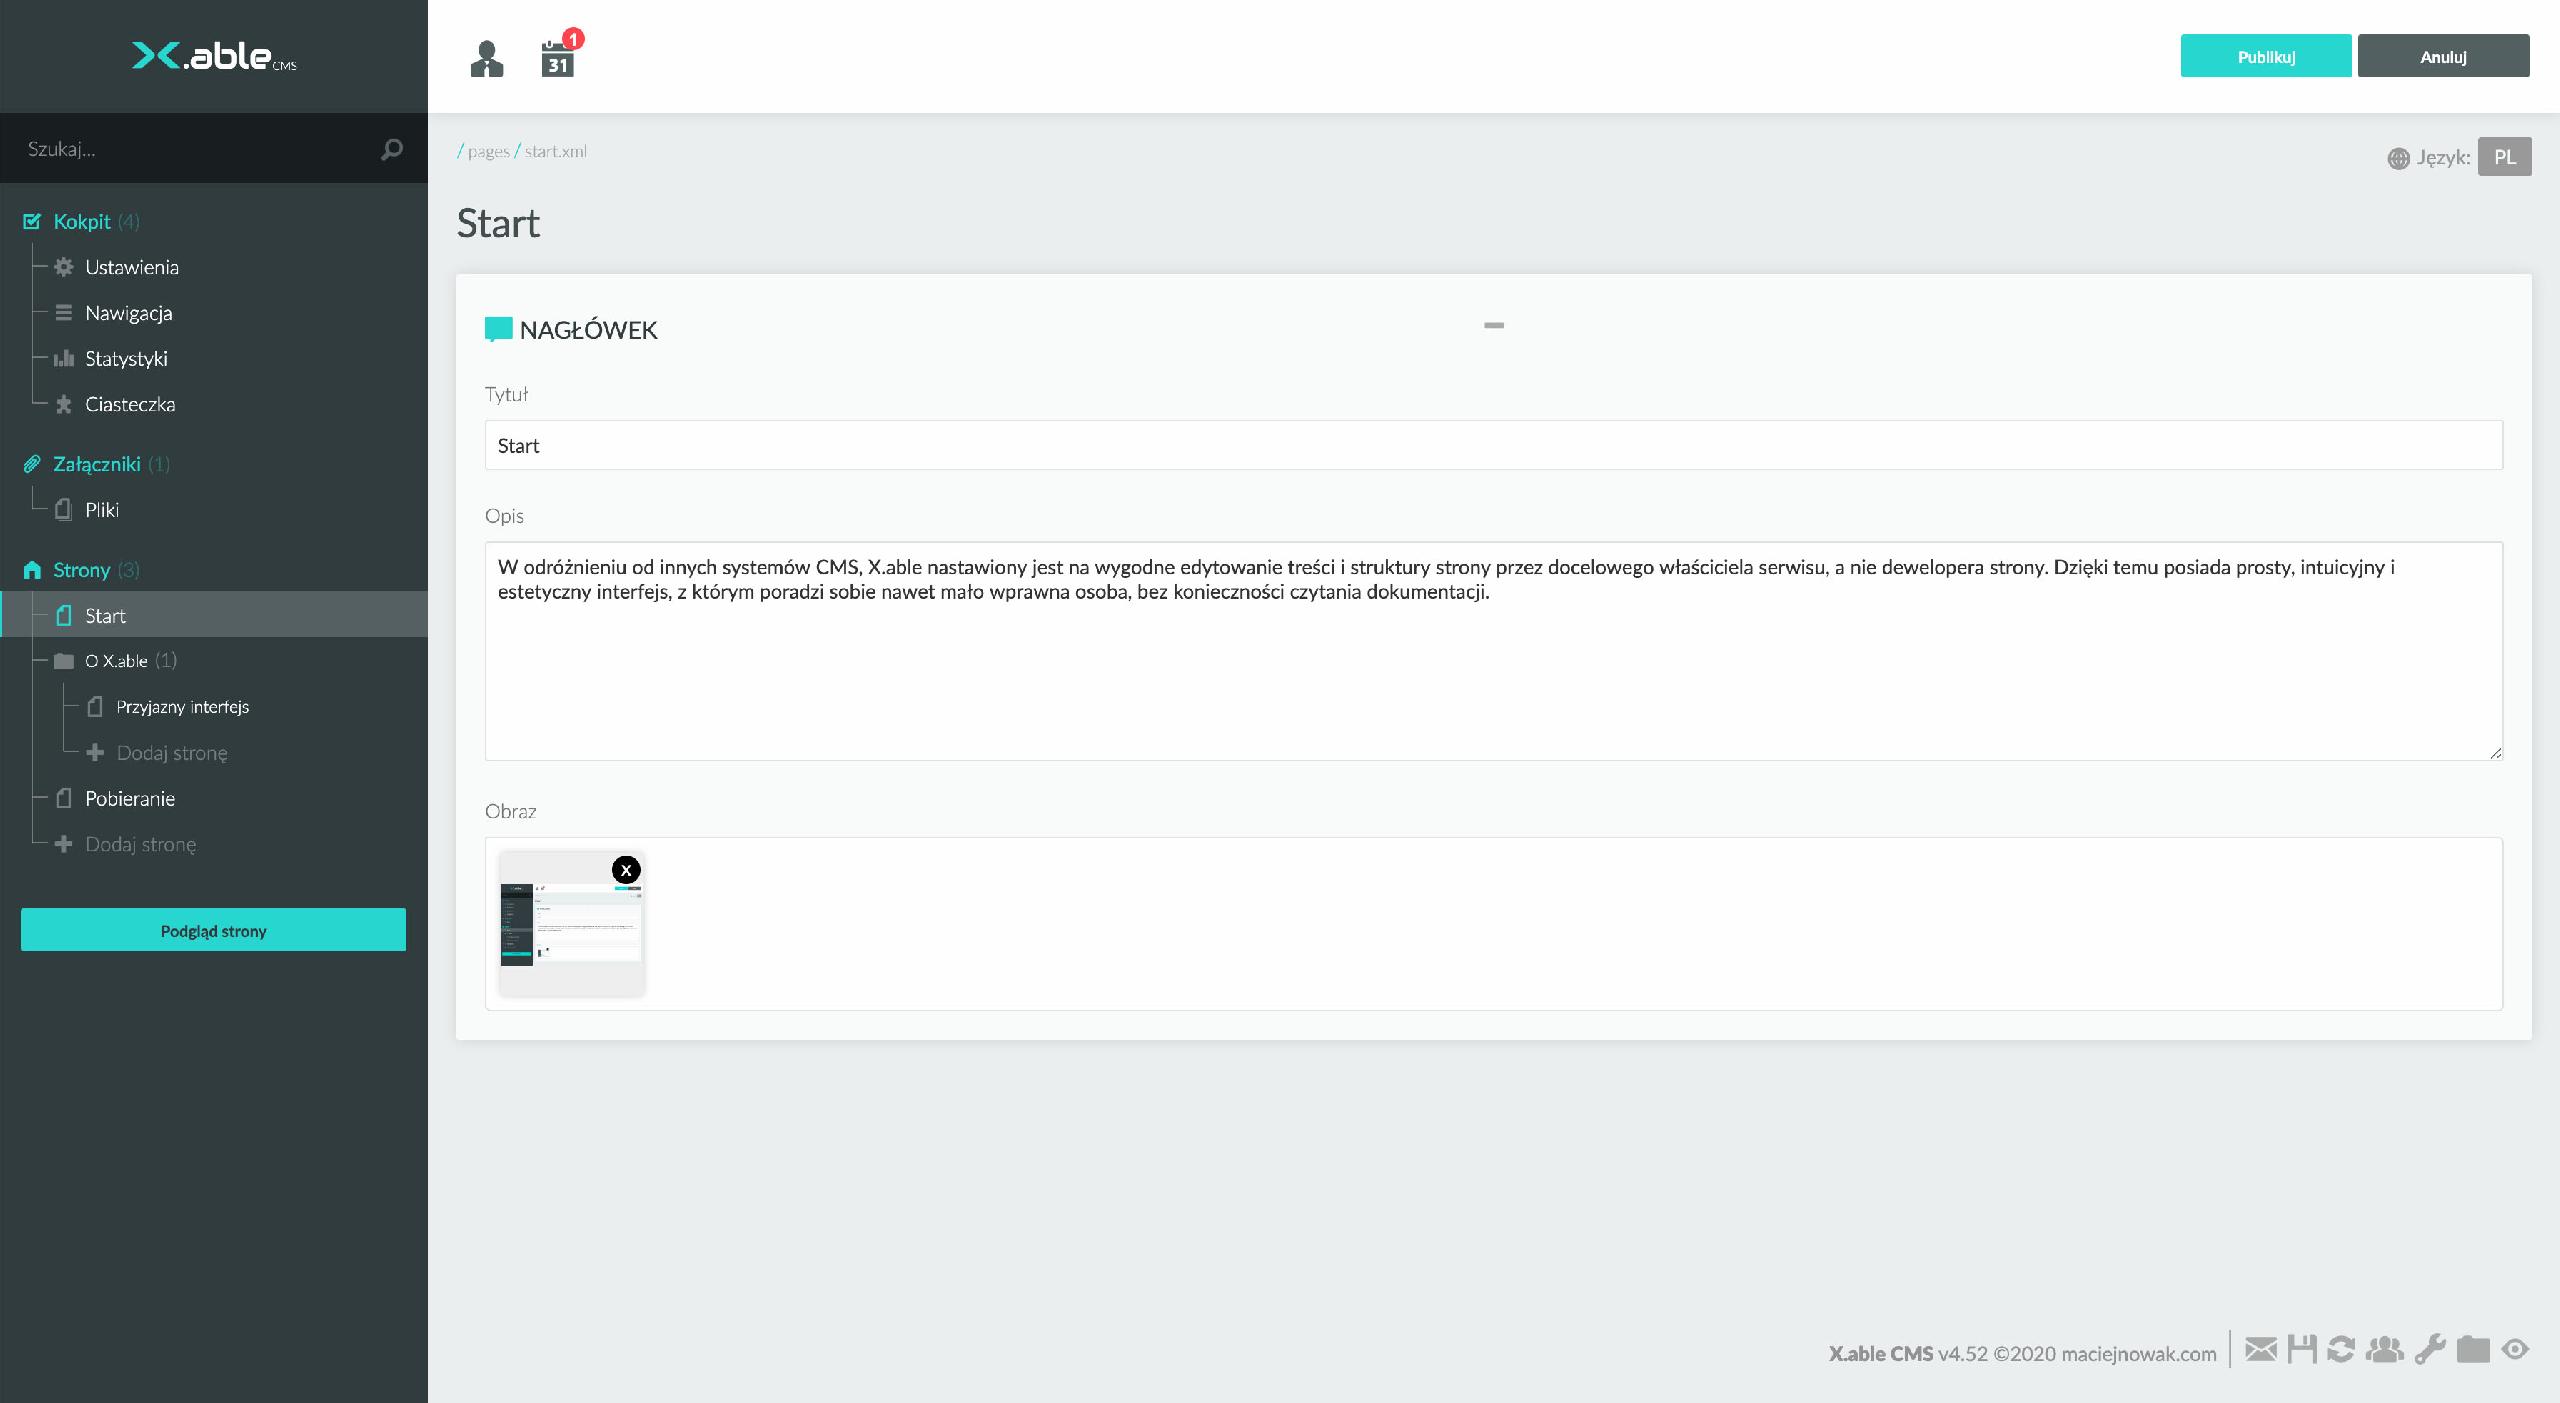 X.able CMS
1
31
Publikuj
Anuluj
Szukaj...
/ pages / start.xml
Język: PL
Start
Kokpit (4)
Ustawienia
Nawigacja
Statystyki
Ciasteczka
Załączniki (1)
Pliki
Strony (3)
Start
O X.able (1)
Przyjazny interfejs
Dodaj stronę
Pobieranie
Dodaj stronę
Podgląd strony
NAGŁÓWEK
Tytuł
Start
Opis
W odróżnieniu od innych systemów CMS, X.able nastawiony jest na wygodne edytowanie treści i struktury strony przez docelowego właściciela serwisu, a nie dewelopera strony. Dzięki temu posiada prosty, intuicyjny i
estetyczny interfejs, z którym poradzi sobie nawet mało wprawna osoba, bez konieczności czytania dokumentacji.
Obraz
X
X.able CMS v4.52 ©2020 maciejnowak.com